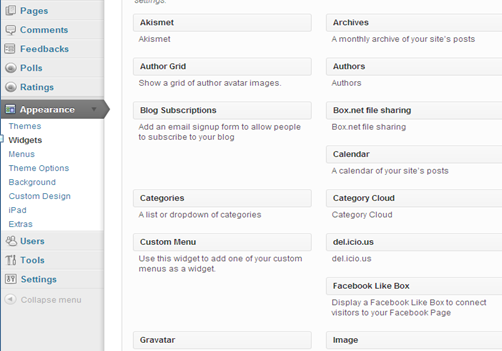 Pages
Comments
Feedbacks
Polls
Ratings
Appearance
Themes
Widgets
Menus
Theme Options
Background
Custom Design
iPad
Extras
Users
Tools
Settings
Collapse menu
settings.
Akismet
Akismet
Archives
A monthly archive of your site's posts
Author Grid
Show a grid of author avatar images.
Authors
Authors
Blog Subscriptions
Add an email signup form to allow people
to subscribe to your blog
Box.net file sharing
Box.net file sharing
Calendar
A calendar of your site's posts
Categories
A list or dropdown of categories
Category Cloud
Category Cloud
Custom Menu
Use this widget to add one of your custom
menus as a widget.
del.icio.us
del.icio.us
Facebook Like Box
Display a Facebook Like Box to connect
visitors to your Facebook Page
Gravatar
Image